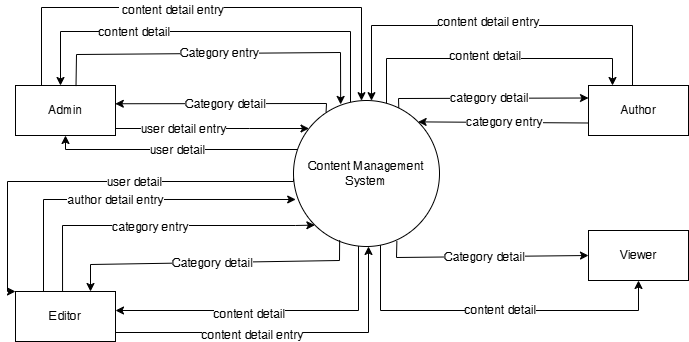 content detail entry
content detail entry
content detail
content detail
Category entry
Category detail
category detail
Admin
Author
user detail entry
category entry
user detail
Content Management
System
user detail
author detail entry
category entry
Category detail
Category detail
Viewer
content detail
content detail
Editor
content detail entry